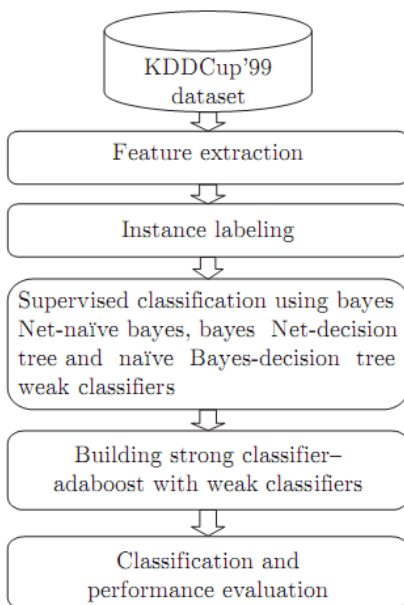 KDDCup'99
dataset
Feature extraction
Instance labeling
Supervised classification using bayes
Net-naïve bayes, bayes Net-decision
tree and naïve Bayes-decision tree
weak classifiers
Building strong classifier–
adaboost with weak classifiers
Classification and
performance evaluation